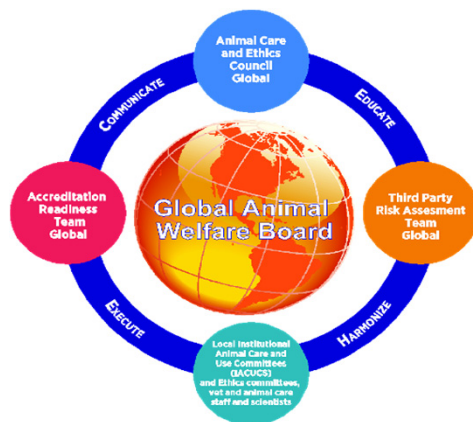 Animal Care
and Ethics
Council
Global
COMMUNICATE
EDUCATE
Accreditation
Readiness
Team
Global
Global Animal
Welfare Board
Third Party
Risk Assesment
Team
Global
EXECUTE
HARMONIZE
Local Institutional
Animal Care and
Use Committees
(IACUCS)
and Ethics committees,
vet and animal care
staff and scientists